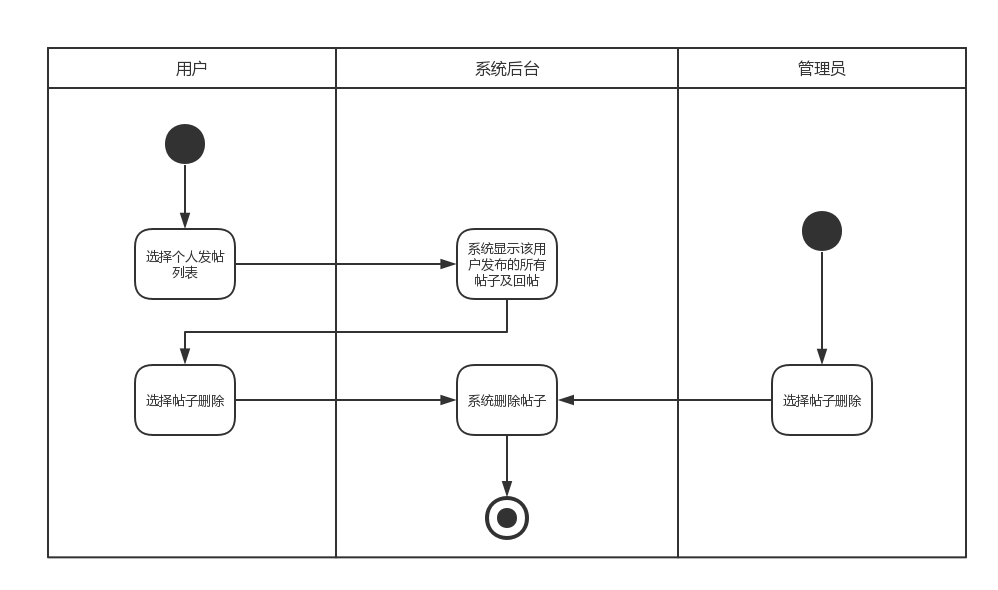 用户
系统后台
管理员
选择个人发帖
列表
系统显示该用
户发布的所有
帖子及回帖
选择帖子删除
系统删除帖子
选择帖子删除